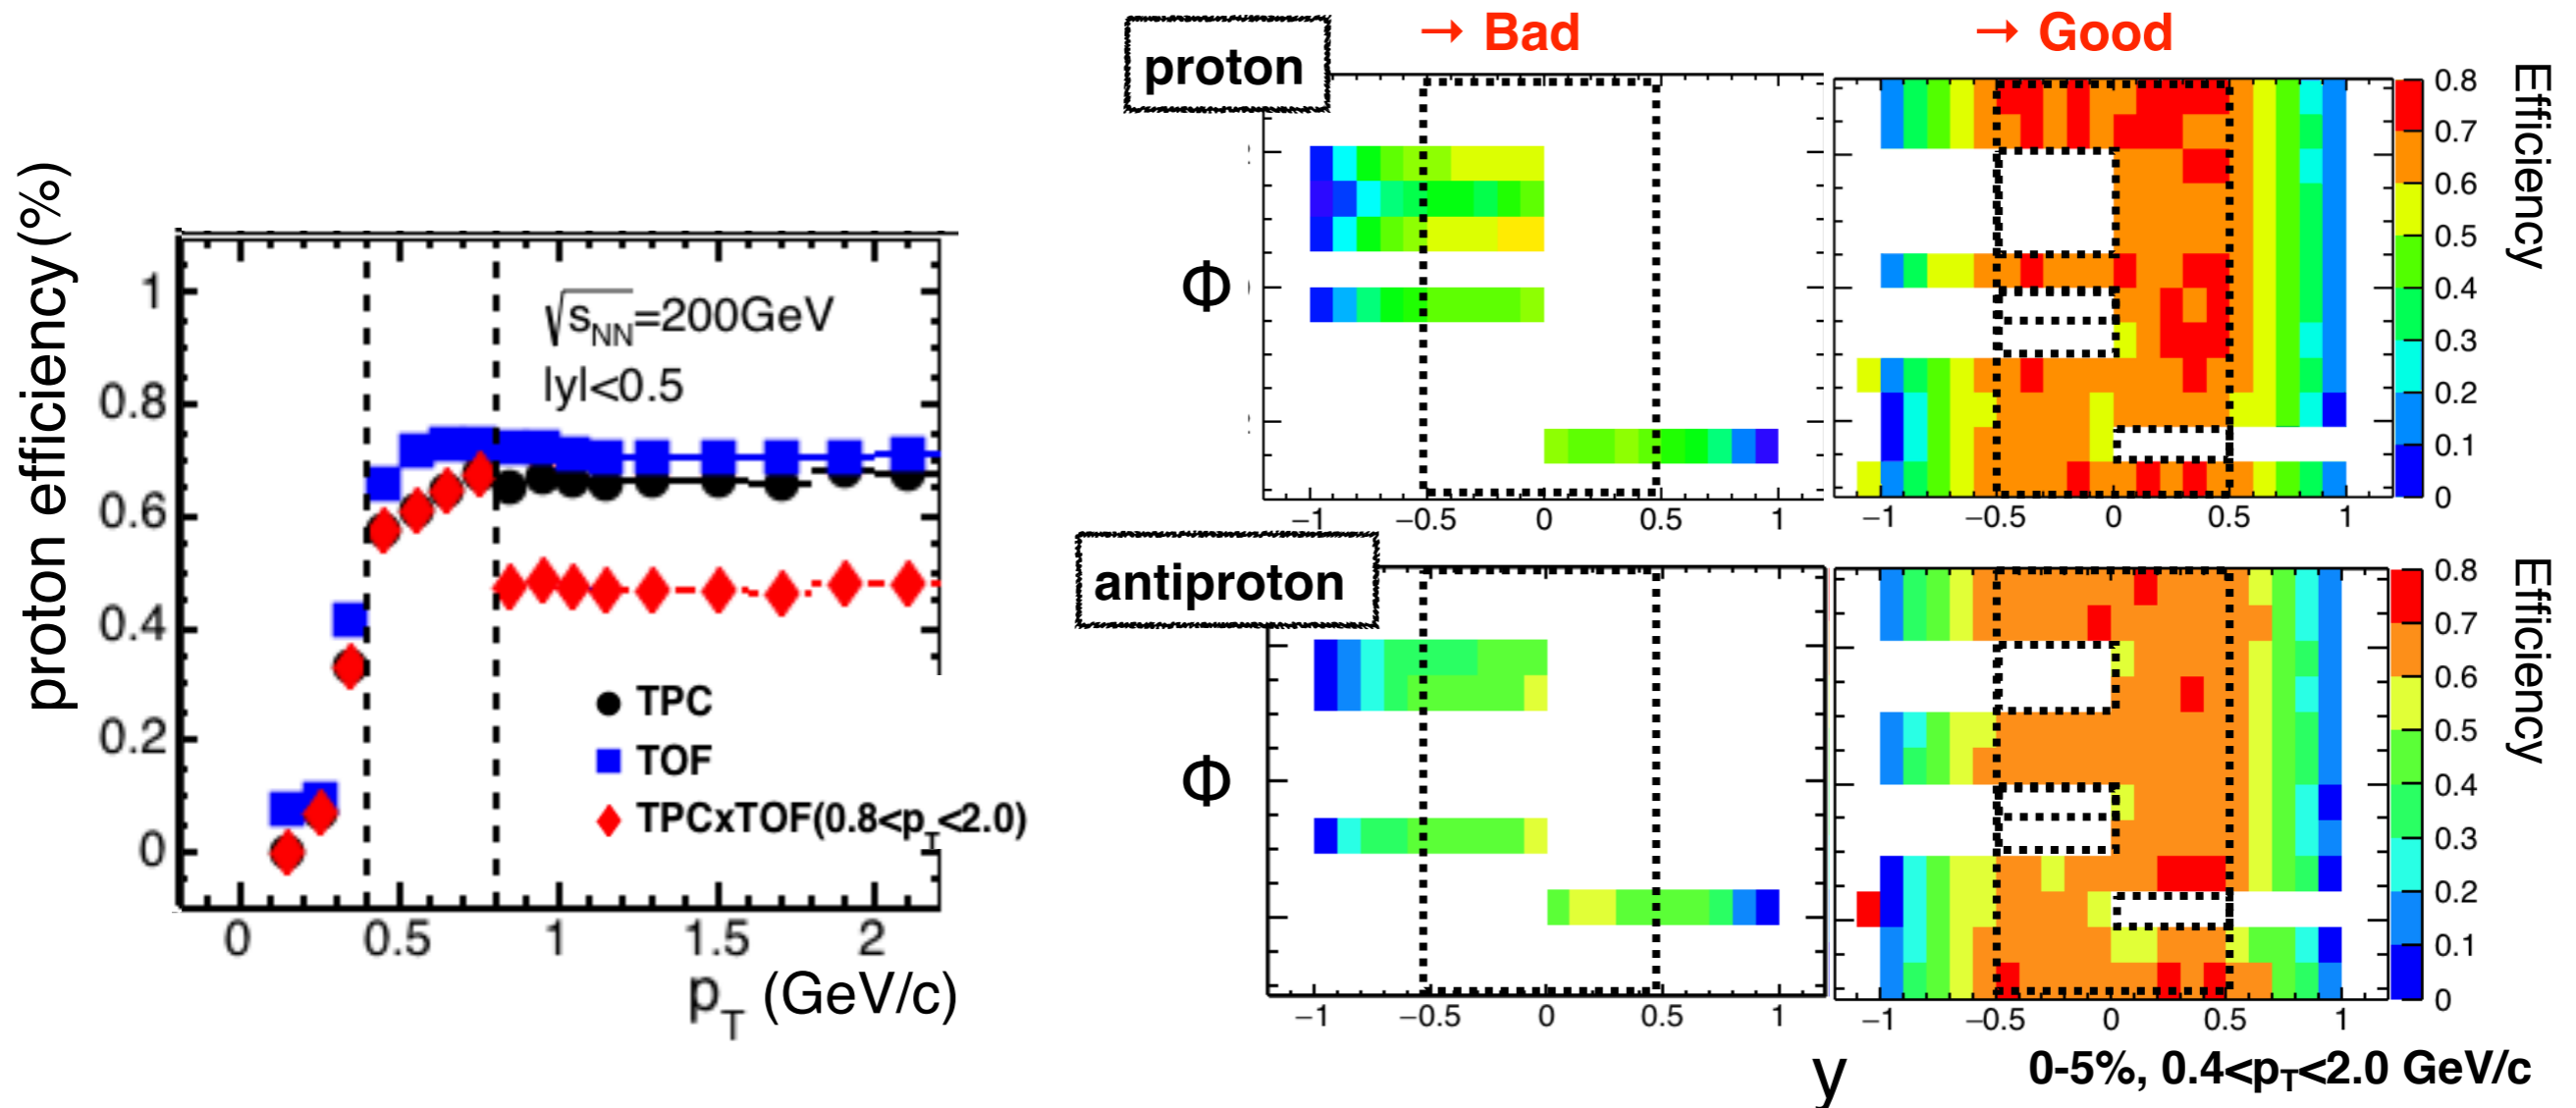 proton efficiency (%)
1
0.8
0.6
0.4
0.2
0
√sNN=200GeV
|y|<0.5
TPC
TOF
TPCxTOF(0.8<pT<2.0)
0 0.5 1 1.5 2
pT (GeV/c)
proton
→ Bad
→ Good
Φ
−1 −0.5 0 0.5 1
−1 −0.5 0 0.5 1
0.8
0.7
0.6
0.5
0.4
0.3
0.2
0.1
0
Efficiency
antiproton
Φ
−1 −0.5 0 0.5 1
−1 −0.5 0 0.5 1
0.8
0.7
0.6
0.5
0.4
0.3
0.2
0.1
0
Efficiency
y
0-5%, 0.4<pT<2.0 GeV/c